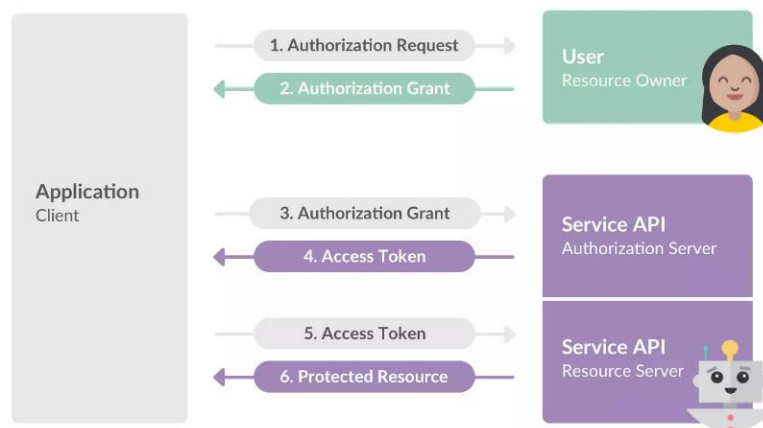 1. Authorization Request
User
Resource Owner
2. Authorization Grant
Application
Client
3. Authorization Grant
Service API
Authorization Server
4. Access Token
5. Access Token
Service API
Resource Server
6. Protected Resource